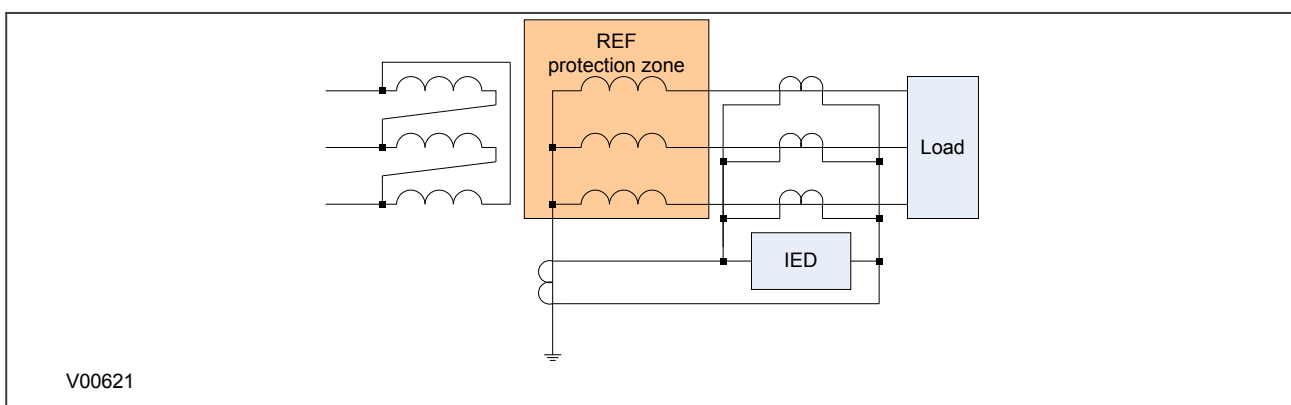 REF
protection zone
Load
IED
V00621